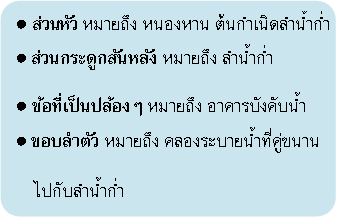 ● ส่วนหัว หมายถึง หนองหาน ต้นกำเนิดลำน้ำก่ำ
● ส่วนกระดูกสันหลัง หมายถึง ลำน้ำก่ำ
● ข้อที่เป็นปล้อง ๆ หมายถึง อาคารบังคับน้ำ
● ขอบลำตัว หมายถึง คลองระบายน้ำที่คู่ขนาน
ไปกับลำน้ำก่ำ